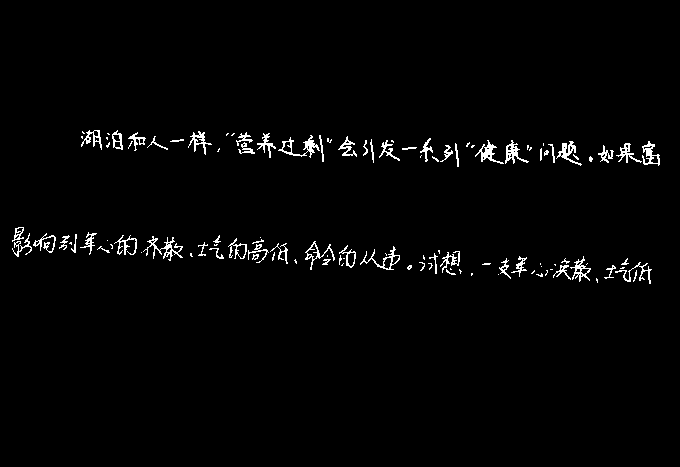 湖泊和人一样,“营养过剩”会引发一系列“健康”问题。如果富
影响到军心的齐散、士气的高低、命令的从违。试想,一支军心涣散、士气低